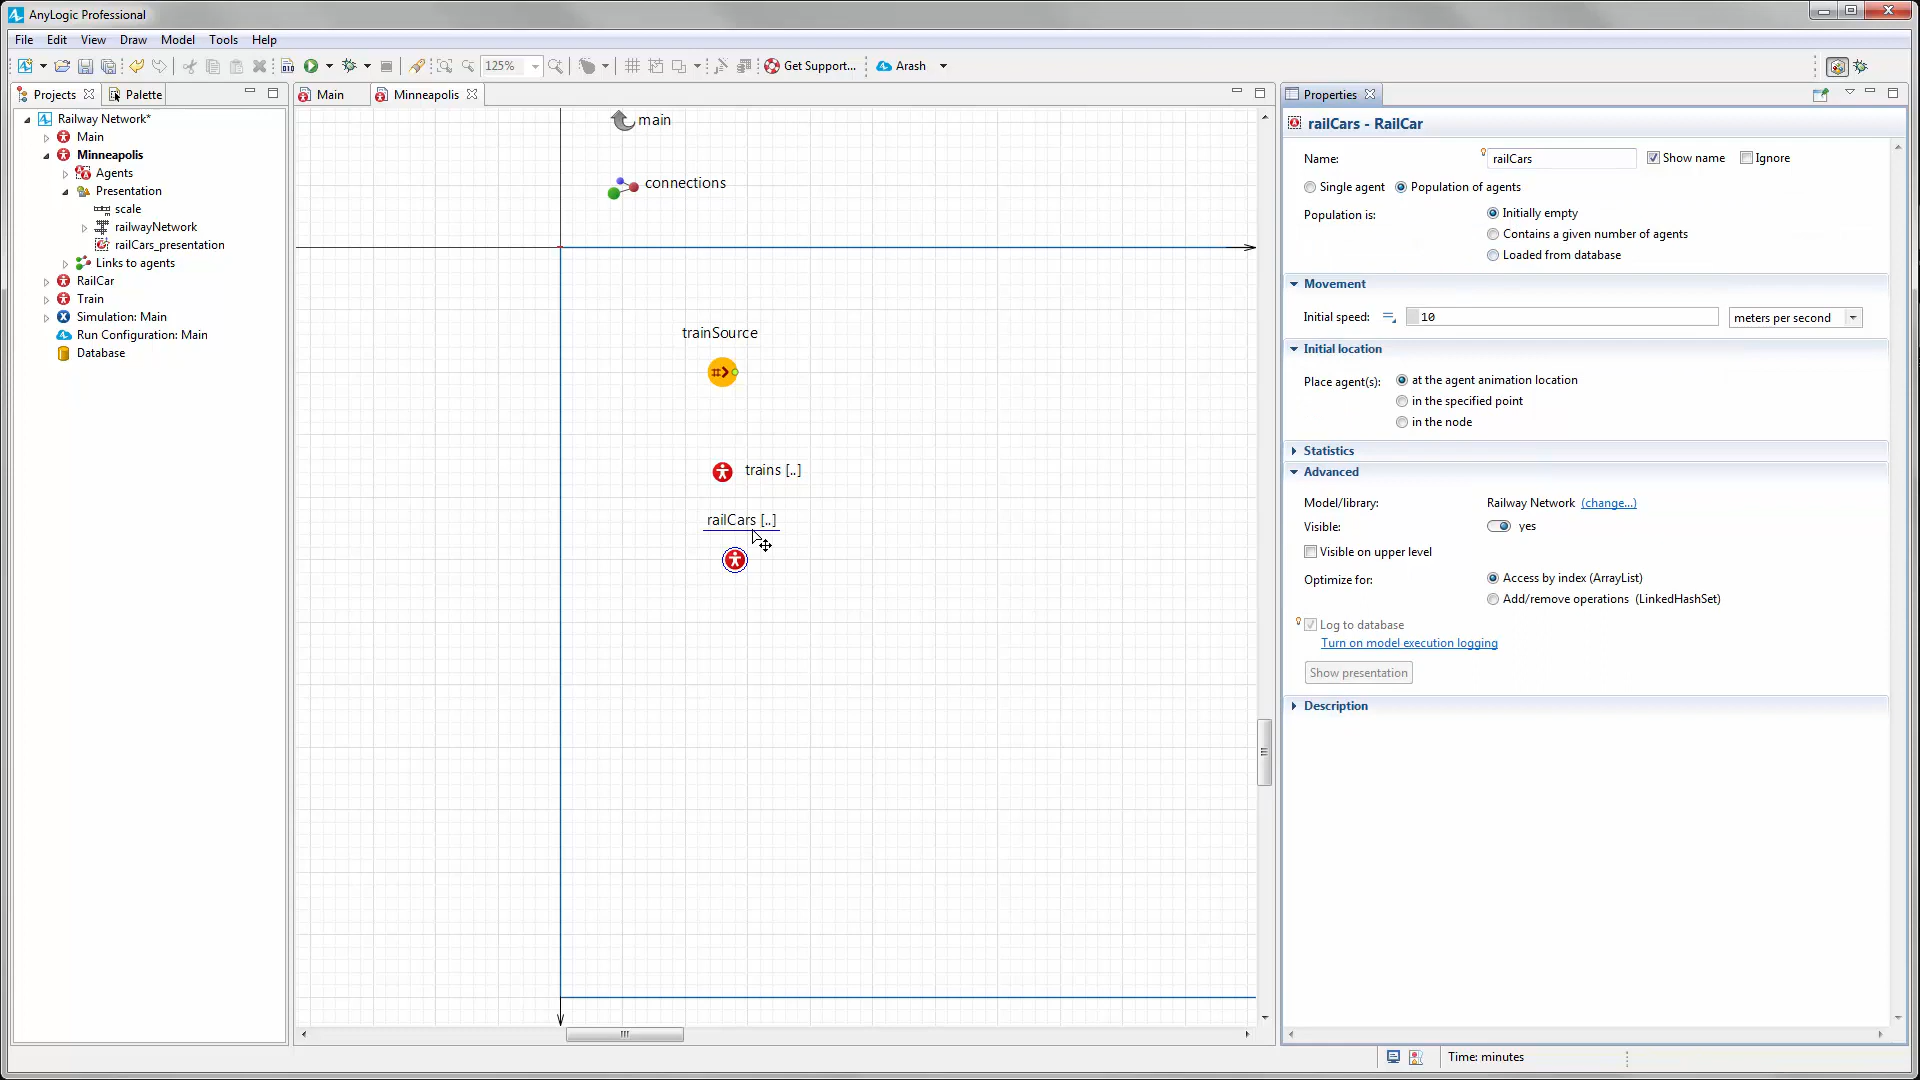 AnyLogic Professional
File Edit View Draw Model Tools Help
125% Get Support... Arash
Projects Palette
Main Minneapolis
Properties
Railway Network*
Main
Minneapolis
Agents
Presentation
scale
railwayNetwork
railCars_presentation
Links to agents
RailCar
Train
Simulation: Main
Run Configuration: Main
Database
main
connections
trainSource
trains [..]
railCars [..]
railCars - RailCar
Name: railCars Show name Ignore
Single agent Population of agents
Population is: Initially empty
Contains a given number of agents
Loaded from database
Movement
Initial speed: 10 meters per second
Initial location
Place agent(s): at the agent animation location
in the specified point
in the node
Statistics
Advanced
Model/library: Railway Network (change...)
Visible: yes
Visible on upper level
Optimize for: Access by index (ArrayList)
Add/remove operations (LinkedHashSet)
Log to database
Turn on model execution logging
Show presentation
Description
Time: minutes